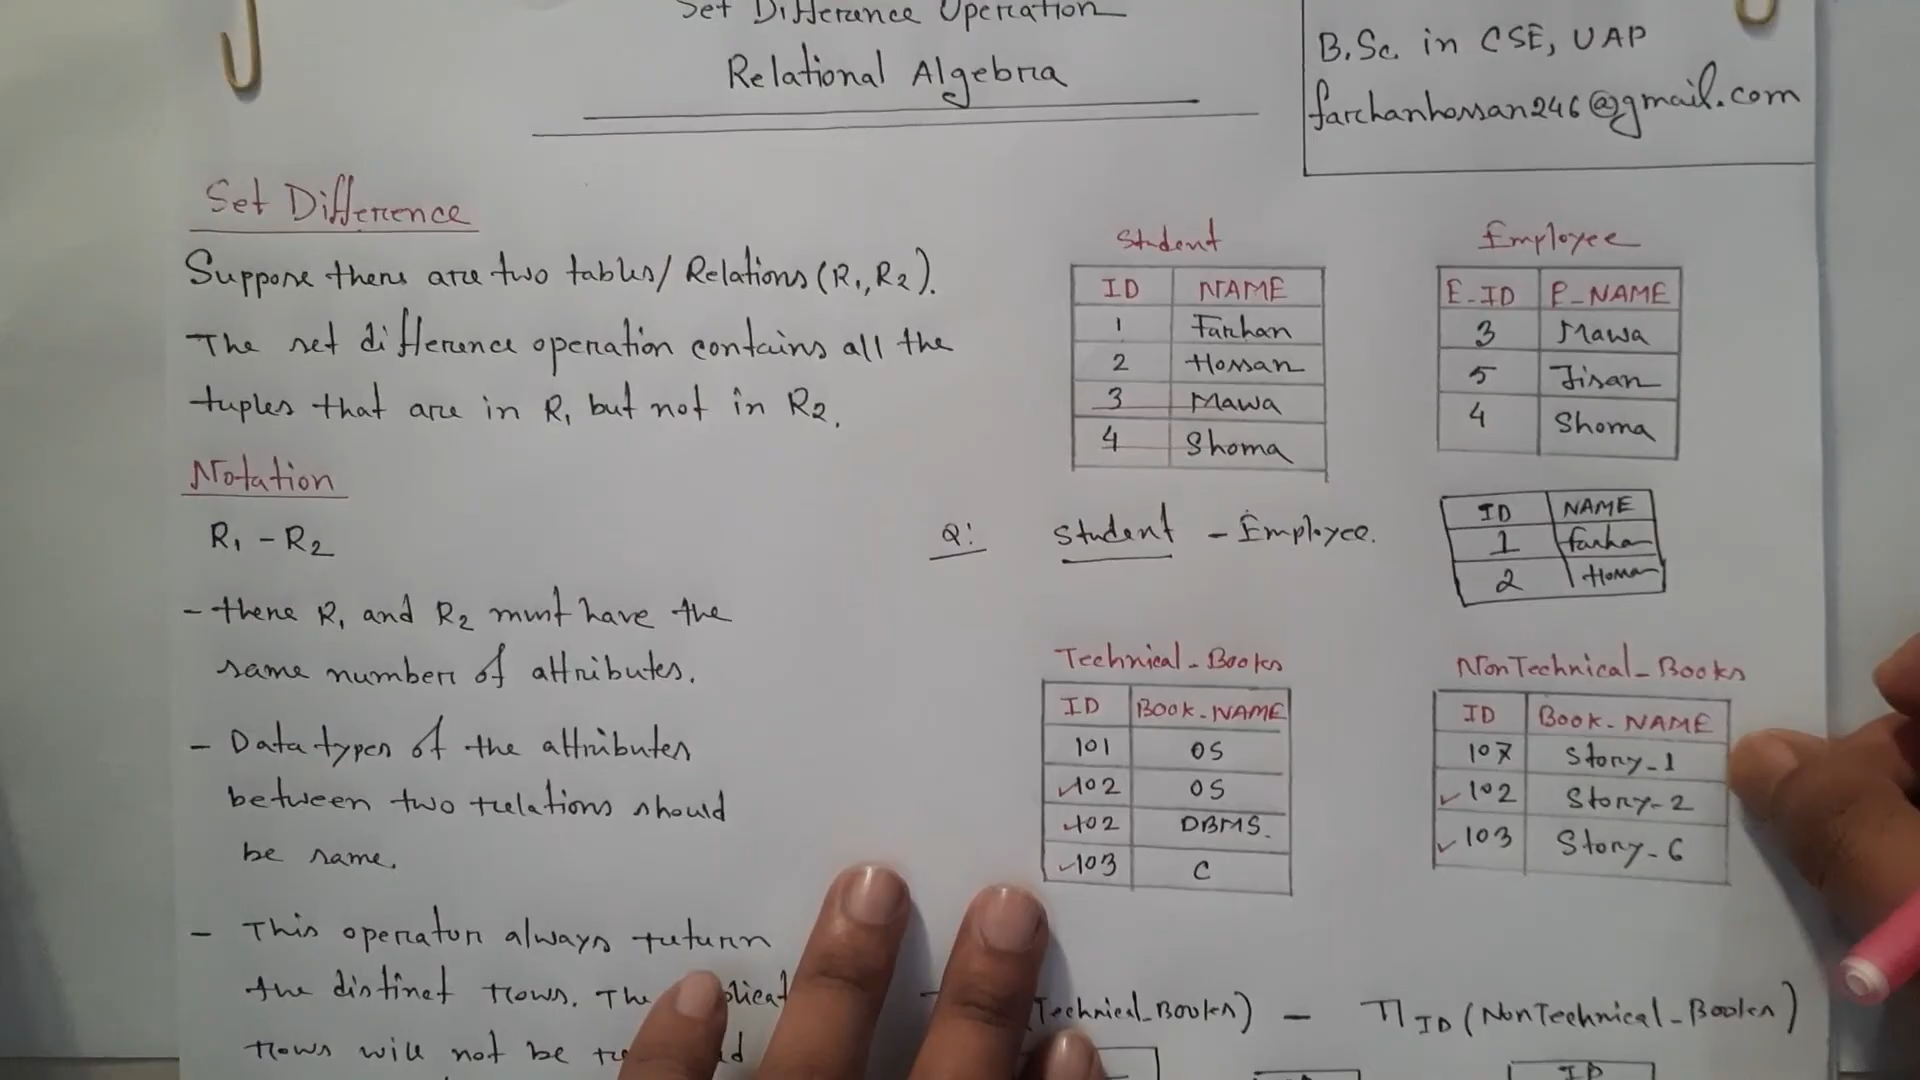 Set Difference Operation
Relational Algebra
B.Sc. in CSE, UAP
farhanhossan246@gmail.com
Set Difference
Suppose there are two tables/Relations (R1, R2).
The set difference operation contains all the
tuples that are in R1 but not in R2.
Notation
R1 - R2
- there R1 and R2 must have the
same number of attributes.
- Data types of the attributes
between two relations should
be same.
- This operator always return
the distinct rows. The
rows will not be
Student
ID NAME
1 Farhan
2 Hossan
3 Mawa
4 Shoma
Employee
E_ID E_NAME
3 Mawa
5 Jisan
4 Shoma
Q: Student - Employee.
ID NAME
1 Farhan
2 Hossan
Technical_Books
ID BOOK_NAME
101 OS
102 OS
102 DBMS.
103 C
NonTechnical_Books
ID BOOK_NAME
107 Story_1
102 Story_2
103 Story_6
Technical_Books) - Π ID (NonTechnical_Books)
ID